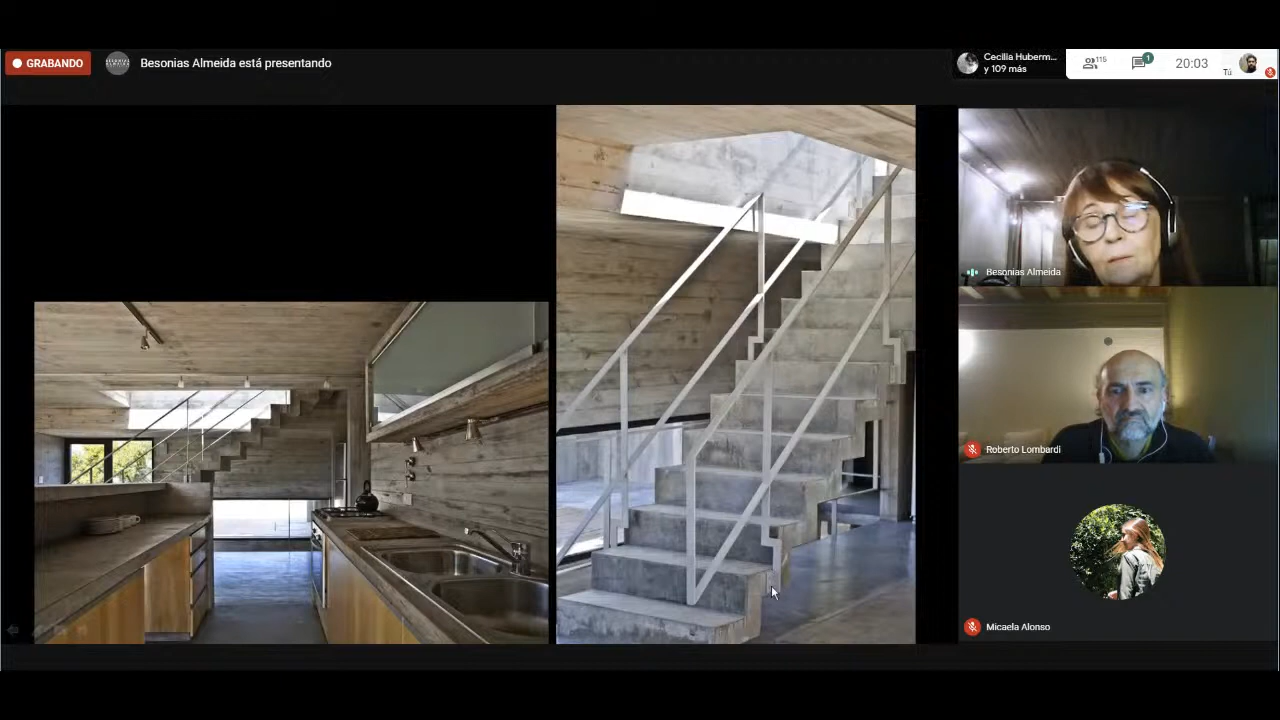 GRABANDO
Besonias Almeida está presentando
Cecilia Huberm...
y 109 más
115
1
20:03
Tú
Besonias Almeida
Roberto Lombardi
Micaela Alonso